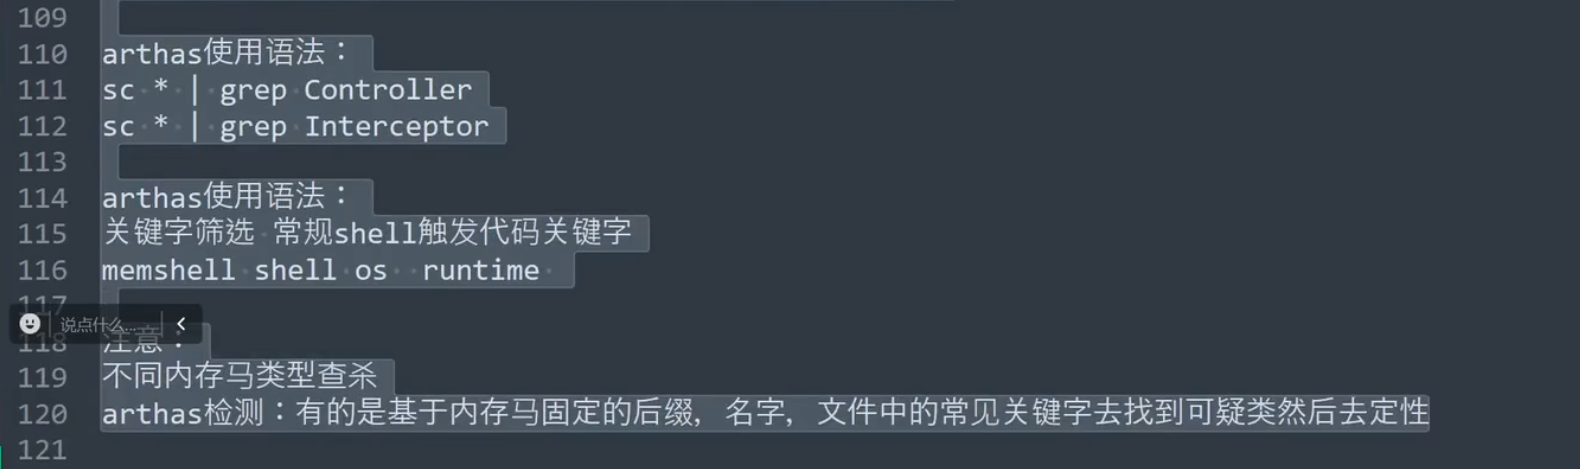 109
110 arthas使用语法：
111 sc * | grep Controller
112 sc * | grep Interceptor
113
114 arthas使用语法：
115 关键字筛选 常规shell触发代码关键字
116 memshell shell os  runtime
117
说点什么...
118 注意：
119 不同内存马类型查杀
120 arthas检测：有的是基于内存马固定的后缀，名字，文件中的常见关键字去找到可疑类然后去定性
121